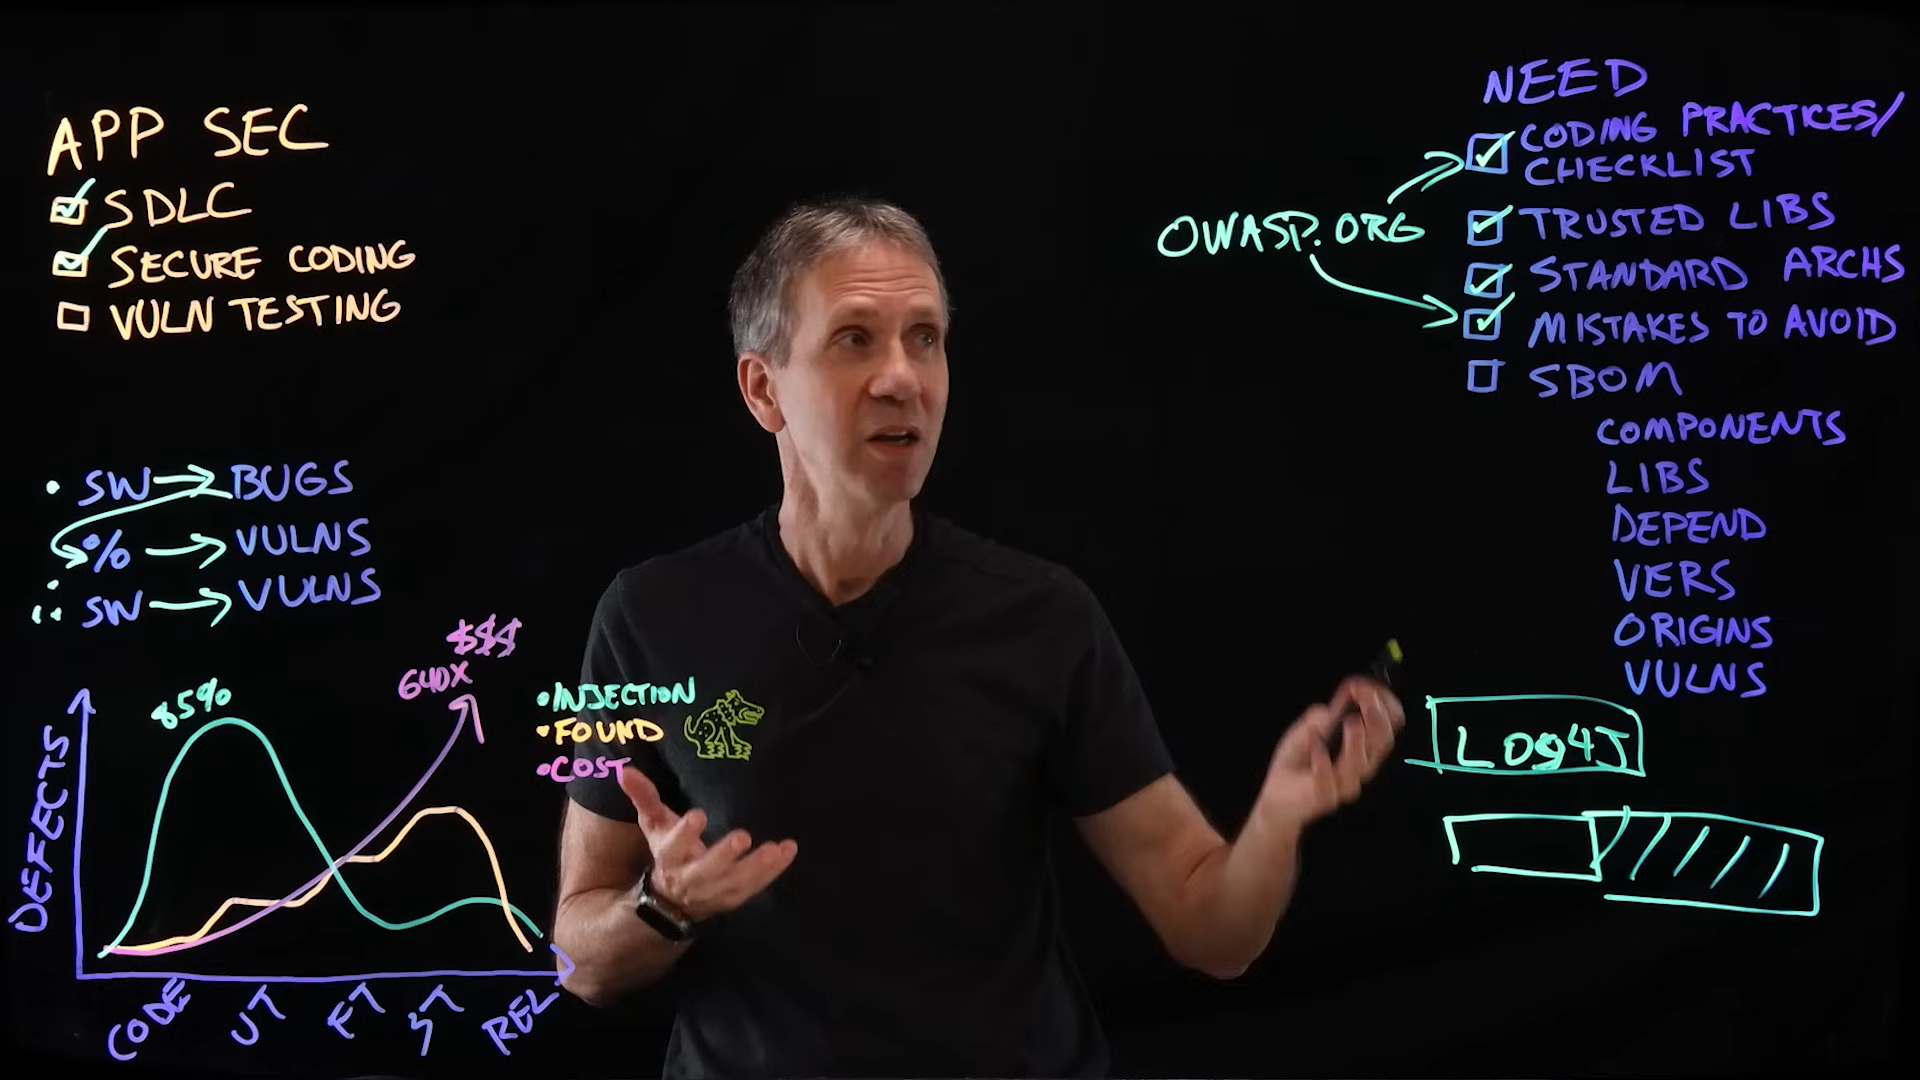 APP SEC
SDLC
SECURE CODING
VULN TESTING
• SW → BUGS
% → VULNS
∴ SW → VULNS
DEFECTS
85%
640X
$$$
•INJECTION
•FOUND
•COST
CODE
UT
FT
ST
REL
OWASP.ORG
NEED
CODING PRACTICES/
CHECKLIST
TRUSTED LIBS
STANDARD ARCHS
MISTAKES TO AVOID
SBOM
COMPONENTS
LIBS
DEPEND
VERS
ORIGINS
VULNS
LOg4J